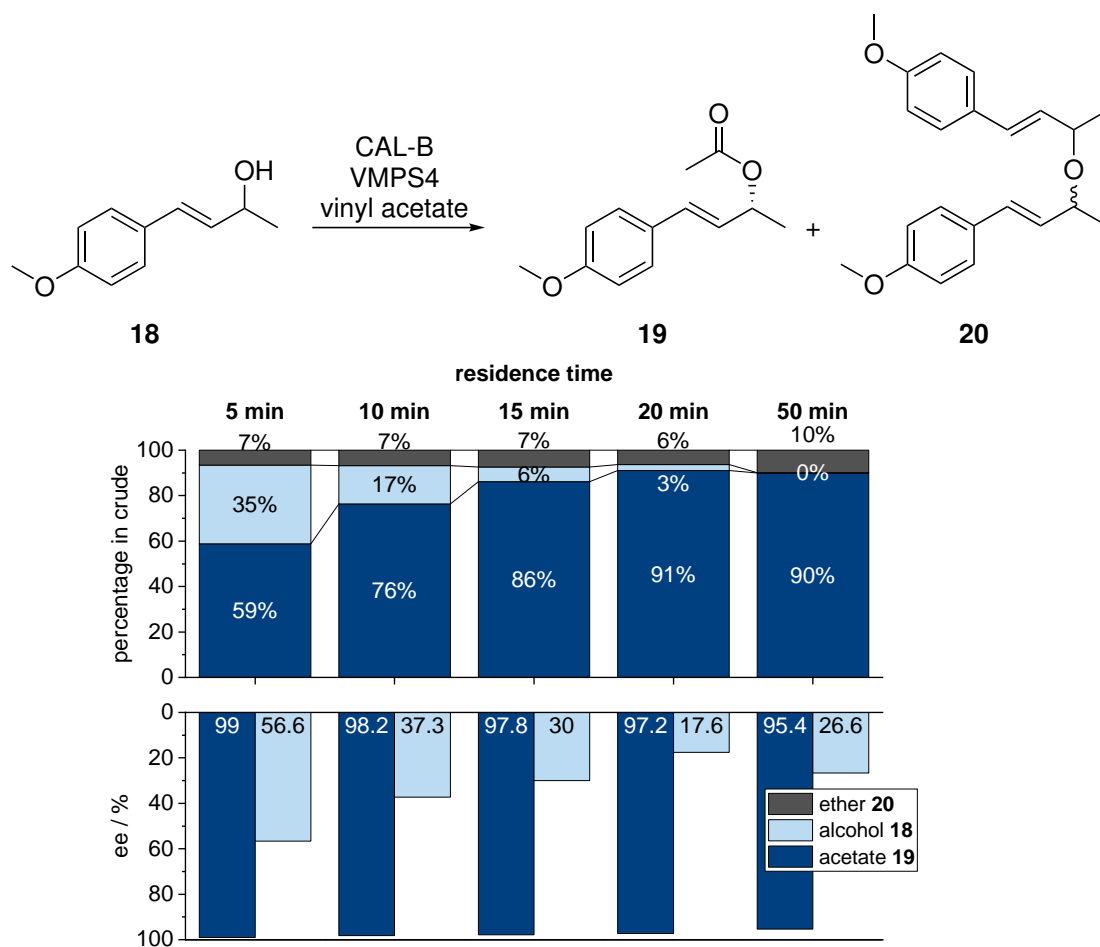 O
OH
O
CAL-B
VMPS4
vinyl acetate
O
O
O
+
O
O
O
18
19
20
residence time
5 min 10 min 15 min 20 min 50 min
7% 7% 7% 6% 10%
35% 17% 6% 3% 0%
59% 76% 86% 91% 90%
percentage in crude
100
80
60
40
20
0
ee / %
0
20
40
60
80
100
99 56.6 98.2 37.3 97.8 30 97.2 17.6 95.4 26.6
ether 20
alcohol 18
acetate 19